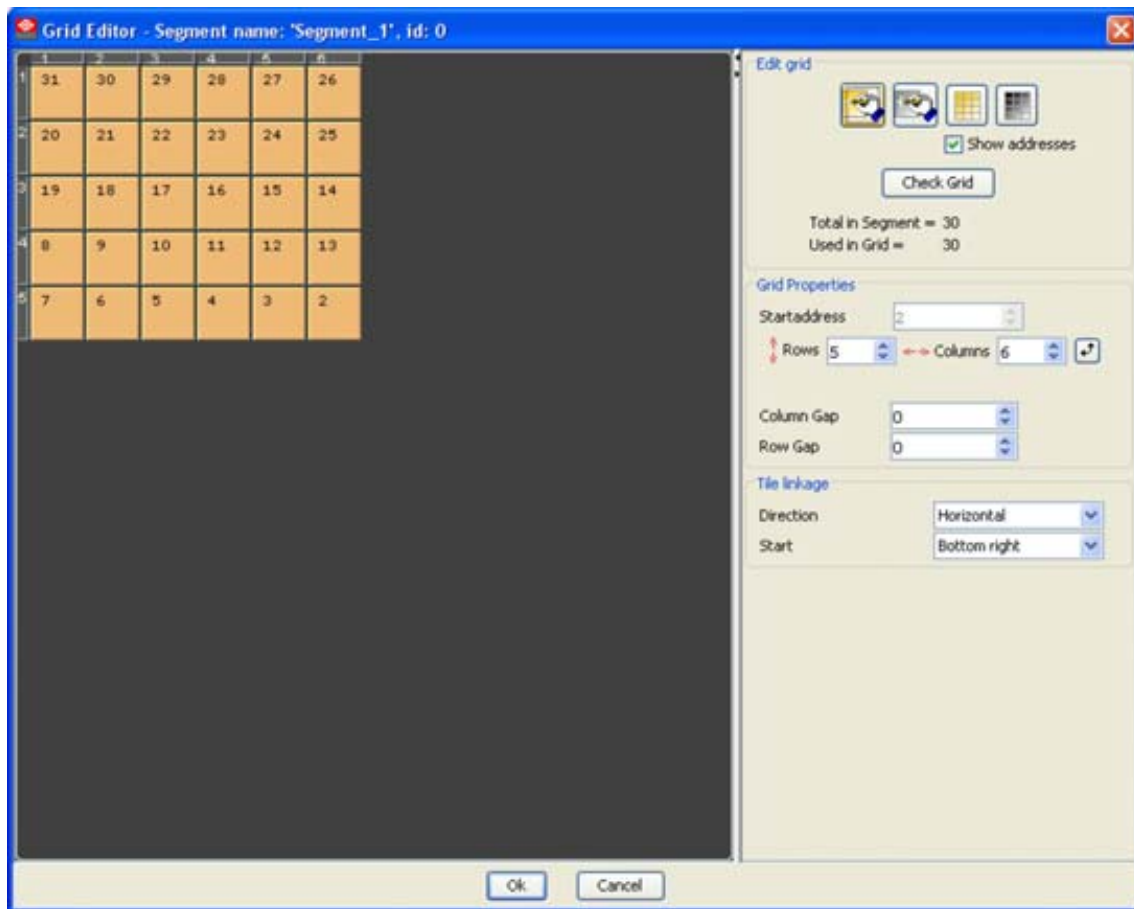 Grid Editor - Segment name: 'Segment_1', id: 0
1 2 3 4 5 6
1 31 30 29 28 27 26
2 20 21 22 23 24 25
3 19 18 17 16 15 14
4 8 9 10 11 12 13
5 7 6 5 4 3 2
Edit grid
Show addresses
Check Grid
Total in Segment = 30
Used in Grid = 30
Grid Properties
Startaddress 2
Rows 5 Columns 6
Column Gap 0
Row Gap 0
Tile linkage
Direction Horizontal
Start Bottom right
Ok Cancel